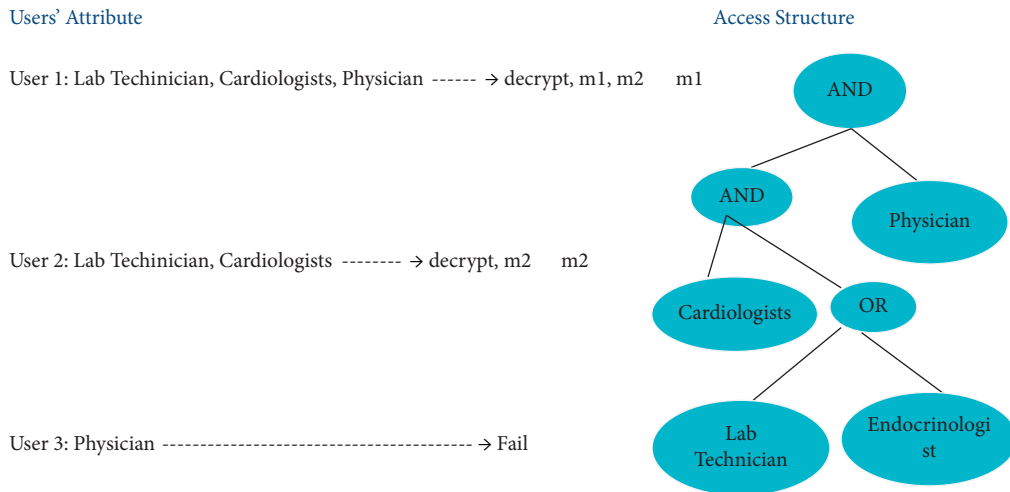 Users' Attribute
Access Structure
User 1: Lab Techinician, Cardiologists, Physician ------ → decrypt, m1, m2 m1
AND
AND
Physician
User 2: Lab Techinician, Cardiologists -------- → decrypt, m2 m2
Cardiologists
OR
User 3: Physician ----------------------------------------- → Fail
Lab
Technician
Endocrinologi
st